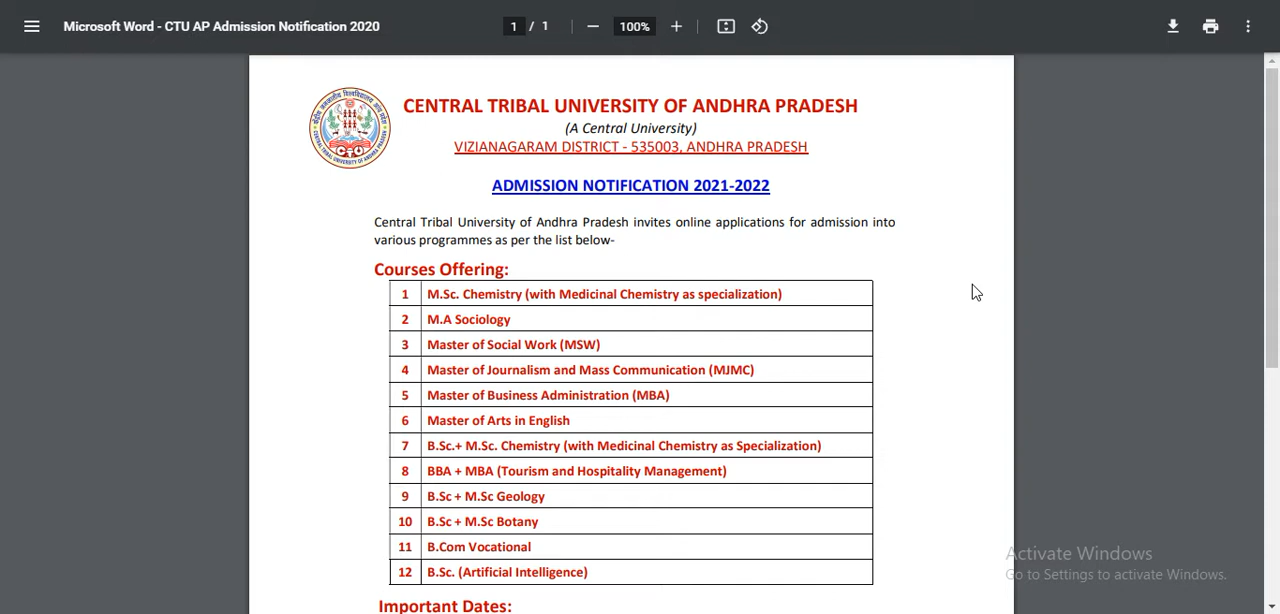 Microsoft Word - CTU AP Admission Notification 2020
1 / 1
100%
CENTRAL TRIBAL UNIVERSITY OF ANDHRA PRADESH
(A Central University)
VIZIANAGARAM DISTRICT - 535003, ANDHRA PRADESH
ADMISSION NOTIFICATION 2021-2022
Central Tribal University of Andhra Pradesh invites online applications for admission into
various programmes as per the list below-
Courses Offering:
1 M.Sc. Chemistry (with Medicinal Chemistry as specialization)
2 M.A Sociology
3 Master of Social Work (MSW)
4 Master of Journalism and Mass Communication (MJMC)
5 Master of Business Administration (MBA)
6 Master of Arts in English
7 B.Sc.+ M.Sc. Chemistry (with Medicinal Chemistry as Specialization)
8 BBA + MBA (Tourism and Hospitality Management)
9 B.Sc + M.Sc Geology
10 B.Sc + M.Sc Botany
11 B.Com Vocational
12 B.Sc. (Artificial Intelligence)
Important Dates:
Activate Windows
Go to Settings to activate Windows.
CTU